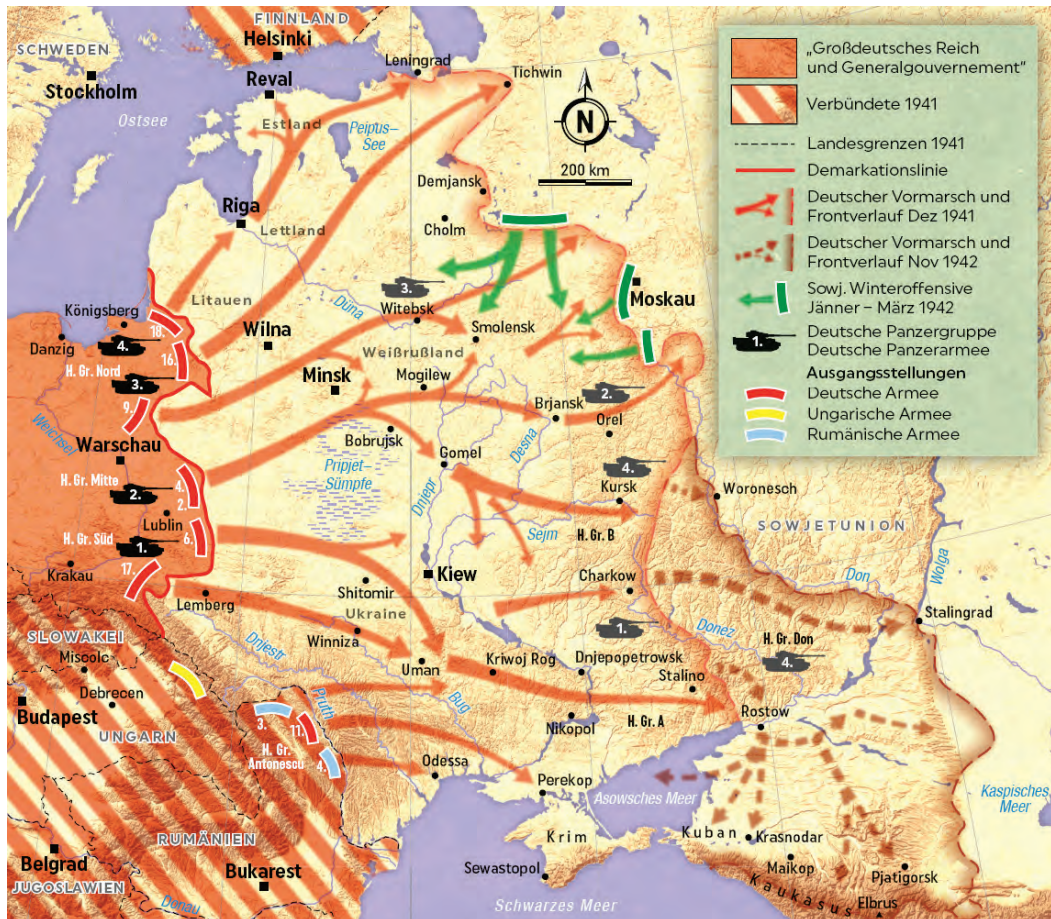 FINNLAND
SCHWEDEN
Helsinki
Leningrad
Tichwin
Reval
Stockholm
Ostsee
Estland
Peipus-
See
N
200 km
Demjansk
Riga
Cholm
Lettland
Moskau
3.
Litauen
Düna
Witebsk
Königsberg
18.
Smolensk
Danzig
4.
Wilna
H. Gr. Nord
16.
Weißrußland
3.
Minsk
Mogilew
2.
9.
Brjansk
Orel
Weichsel
Warschau
Bobrujsk
Desna
Gomel
4.
H. Gr. Mitte
Pripjet-
Sümpfe
4.
2.
2.
Dnjepr
Kursk
Woronesch
Lublin
SOWJETUNION
H. Gr. Süd
6.
Sejm
H. Gr. B
1.
Wolga
Krakau
17.
Kiew
Don
Shitomir
Charkow
Lemberg
Ukraine
Stalingrad
SLOWAKEI
Winniza
1.
Donez
H. Gr. Don
Miscolc
Dnjestr
Uman
Kriwoj Rog
Dnjepopetrowsk
4.
Debrecen
Stalino
Budapest
Pruth
Bug
UNGARN
3.
11.
Nikopol
H. Gr. A
Rostow
H. Gr.
Antonescu
4.
Odessa
Perekop
Asowsches Meer
Kaspisches
Meer
RUMÄNIEN
Krim
Kuban
Krasnodar
Belgrad
Bukarest
Sewastopol
Maikop
Pjatigorsk
JUGOSLAWIEN
Kaukasus
Elbrus
Donau
Schwarzes Meer
„Großdeutsches Reich
und Generalgouvernement“
Verbündete 1941
Landesgrenzen 1941
Demarkationslinie
Deutscher Vormarsch und
Frontverlauf Dez 1941
Deutscher Vormarsch und
Frontverlauf Nov 1942
Sowj. Winteroffensive
Jänner – März 1942
1.
Deutsche Panzergruppe
Deutsche Panzerarmee
Ausgangsstellungen
Deutsche Armee
Ungarische Armee
Rumänische Armee